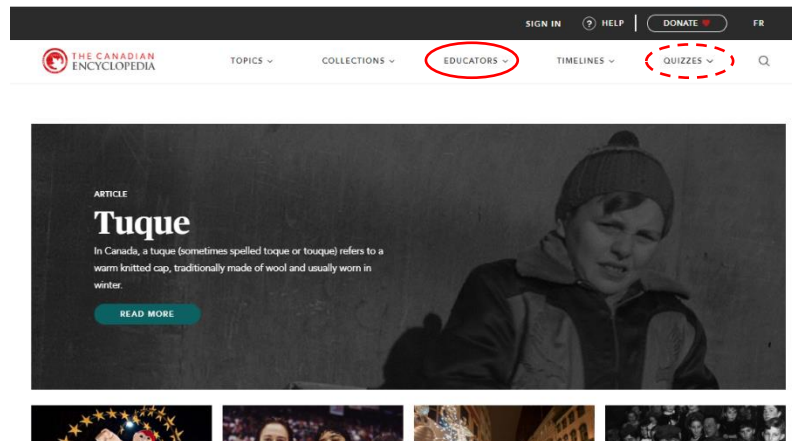 SIGN IN ? HELP DONATE FR
THE CANADIAN
ENCYCLOPEDIA
TOPICS COLLECTIONS EDUCATORS TIMELINES QUIZZES
ARTICLE
Tuque
In Canada, a tuque (sometimes spelled toque or touque) refers to a
warm knitted cap, traditionally made of wool and usually worn in
winter.
READ MORE